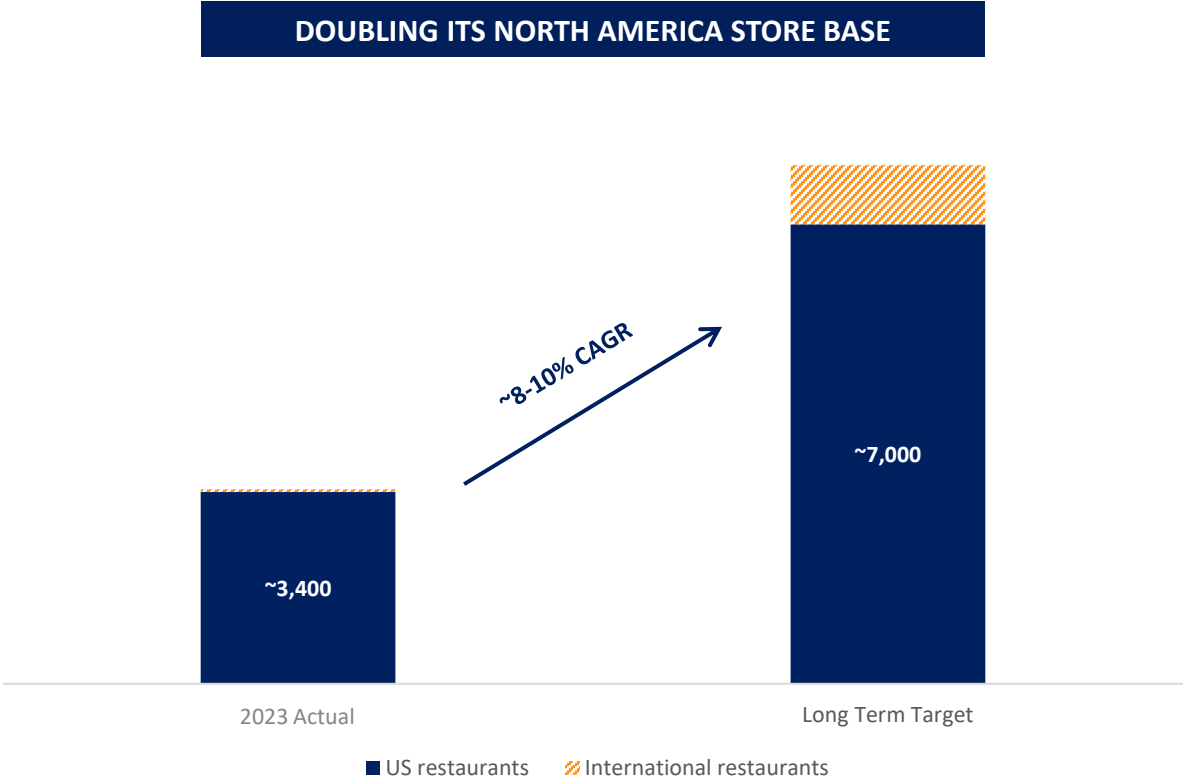 DOUBLING ITS NORTH AMERICA STORE BASE
~8-10% CAGR
~7,000
~3,400
2023 Actual
Long Term Target
US restaurants
International restaurants